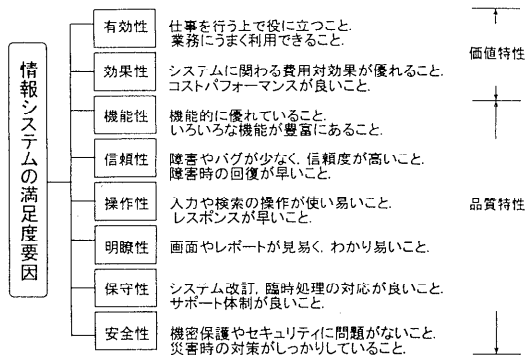 情報システムの満足度要因
有効性
仕事を行う上で役に立つこと.
業務にうまく利用できること.
効果性
システムに関わる費用対効果が優れること.
コストパフォーマンスが良いこと.
機能性
機能的に優れていること.
いろいろな機能が豊富にあること.
信頼性
障害やバグが少なく, 信頼度が高いこと.
障害時の回復が早いこと.
操作性
入力や検索の操作が使い易いこと.
レスポンスが早いこと.
明瞭性
画面やレポートが見易く, わかり易いこと.
保守性
システム改訂, 臨時処理の対応が良いこと.
サポート体制が良いこと.
安全性
機密保護やセキュリティに問題がないこと.
災害時の対策がしっかりしていること.
価値特性
品質特性